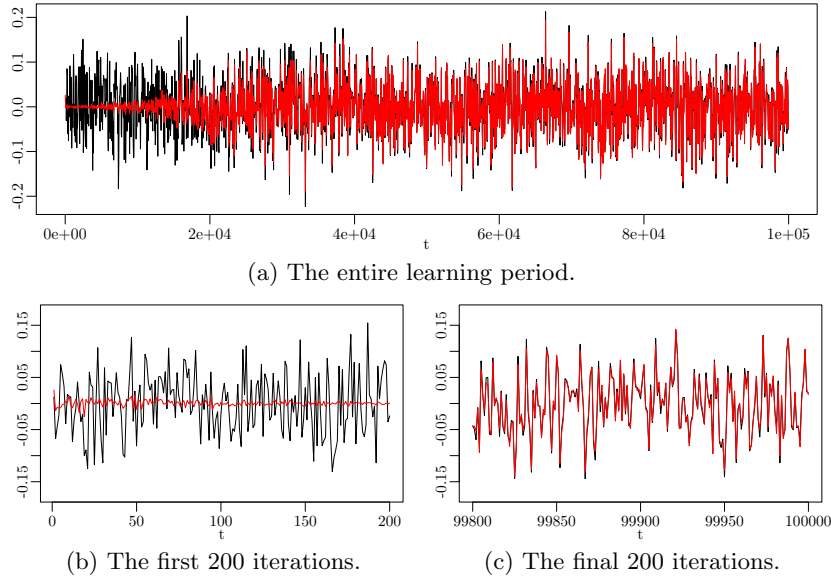 0.2
0.1
0.0
-0.1
-0.2
0e+00 2e+04 4e+04 6e+04 8e+04 1e+05
t
(a) The entire learning period.
0.15
0.05
-0.05
-0.15
0 50 100 150 200
t
(b) The first 200 iterations.
0.15
0.05
-0.05
-0.15
99800 99850 99900 99950 100000
t
(c) The final 200 iterations.